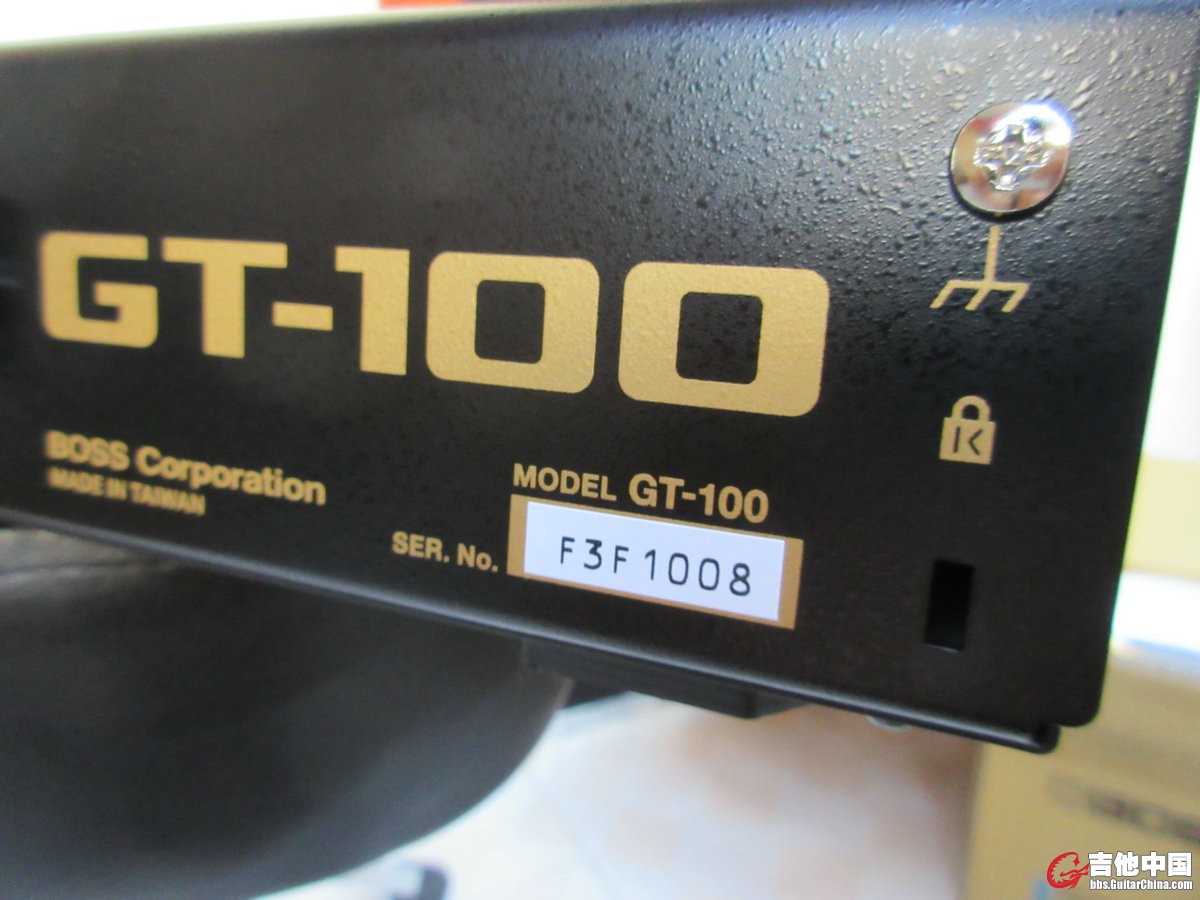 GT-100
BOSS Corporation
MADE IN TAIWAN
MODEL GT-100
SER. No.
F3F1008
K
吉他中国
bbs.GuitarChina.com